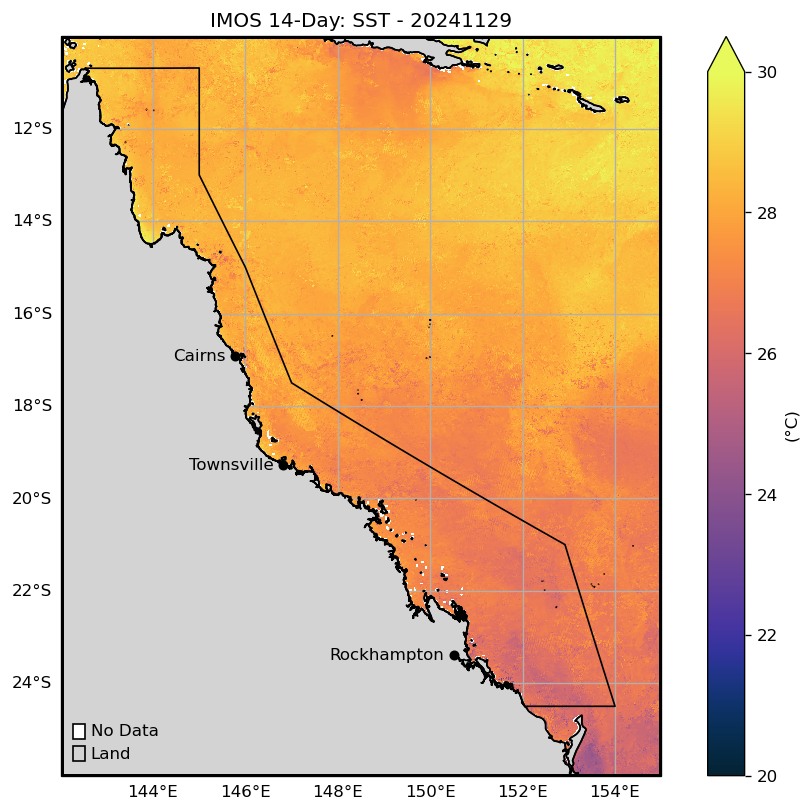 IMOS 14-Day: SST - 20241129
30
12°S
14°S
28
16°S
Cairns
26
18°S
(°C)
Townsville
24
20°S
22°S
22
Rockhampton
24°S
No Data
Land
20
144°E 146°E 148°E 150°E 152°E 154°E